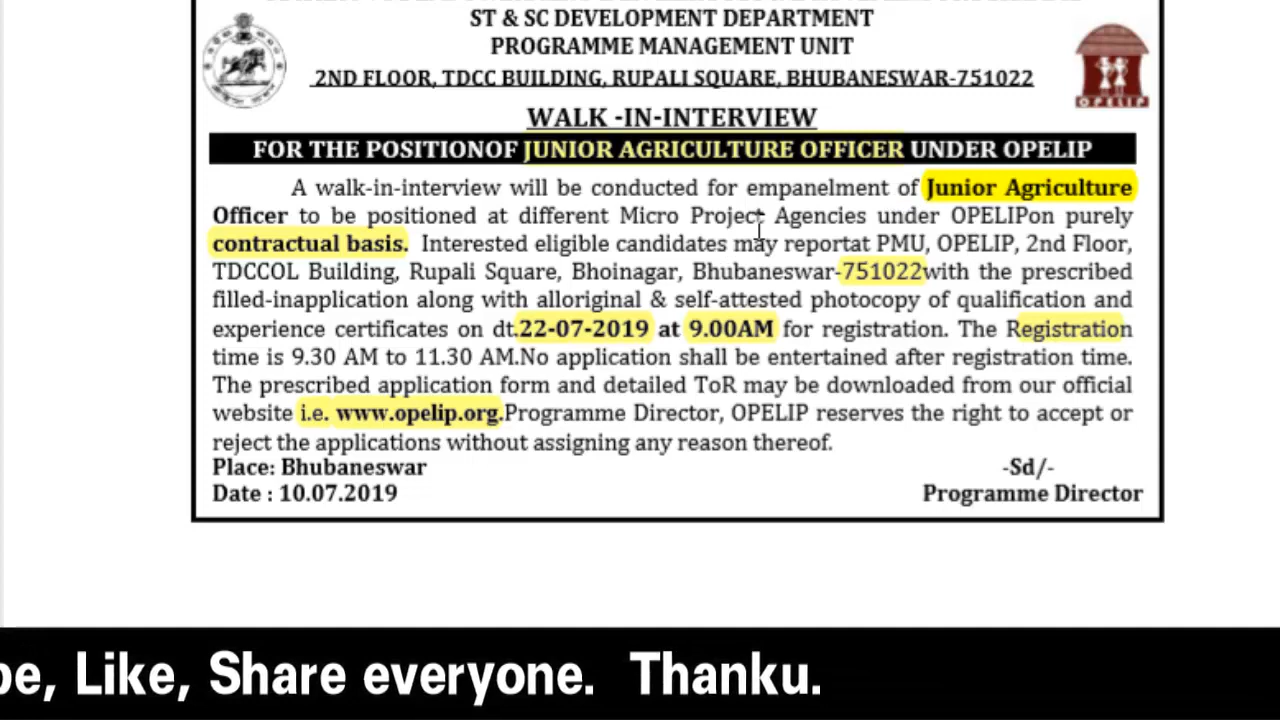 ST & SC DEVELOPMENT DEPARTMENT
PROGRAMME MANAGEMENT UNIT
2ND FLOOR, TDCC BUILDING, RUPALI SQUARE, BHUBANESWAR-751022
OPELIP
WALK -IN-INTERVIEW
FOR THE POSITIONOF JUNIOR AGRICULTURE OFFICER UNDER OPELIP
A walk-in-interview will be conducted for empanelment of Junior Agriculture
Officer to be positioned at different Micro Project Agencies under OPELIPon purely
contractual basis. Interested eligible candidates may reportat PMU, OPELIP, 2nd Floor,
TDCCOL Building, Rupali Square, Bhoinagar, Bhubaneswar-751022with the prescribed
filled-inapplication along with alloriginal & self-attested photocopy of qualification and
experience certificates on dt.22-07-2019 at 9.00AM for registration. The Registration
time is 9.30 AM to 11.30 AM.No application shall be entertained after registration time.
The prescribed application form and detailed ToR may be downloaded from our official
website i.e. www.opelip.org.Programme Director, OPELIP reserves the right to accept or
reject the applications without assigning any reason thereof.
Place: Bhubaneswar
-Sd/-
Date : 10.07.2019
Programme Director
be, Like, Share everyone. Thanku.